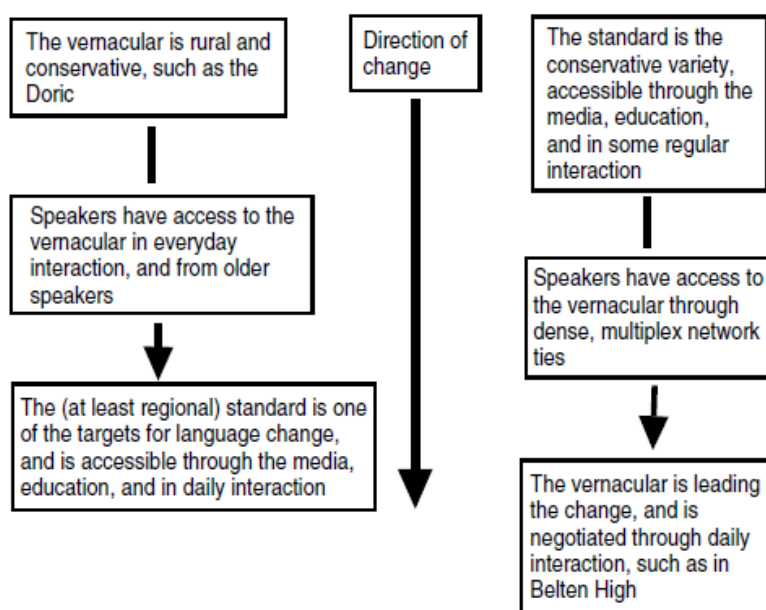 The vernacular is rural and
conservative, such as the
Doric
Speakers have access to the
vernacular in everyday
interaction, and from older
speakers
The (at least regional) standard is one
of the targets for language change,
and is accessible through the media,
education, and in daily interaction
Direction of
change
The standard is the
conservative variety,
accessible through the
media, education,
and in some regular
interaction
Speakers have access to
the vernacular through
dense, multiplex network
ties
The vernacular is leading
the change, and is
negotiated through daily
interaction, such as in
Belten High